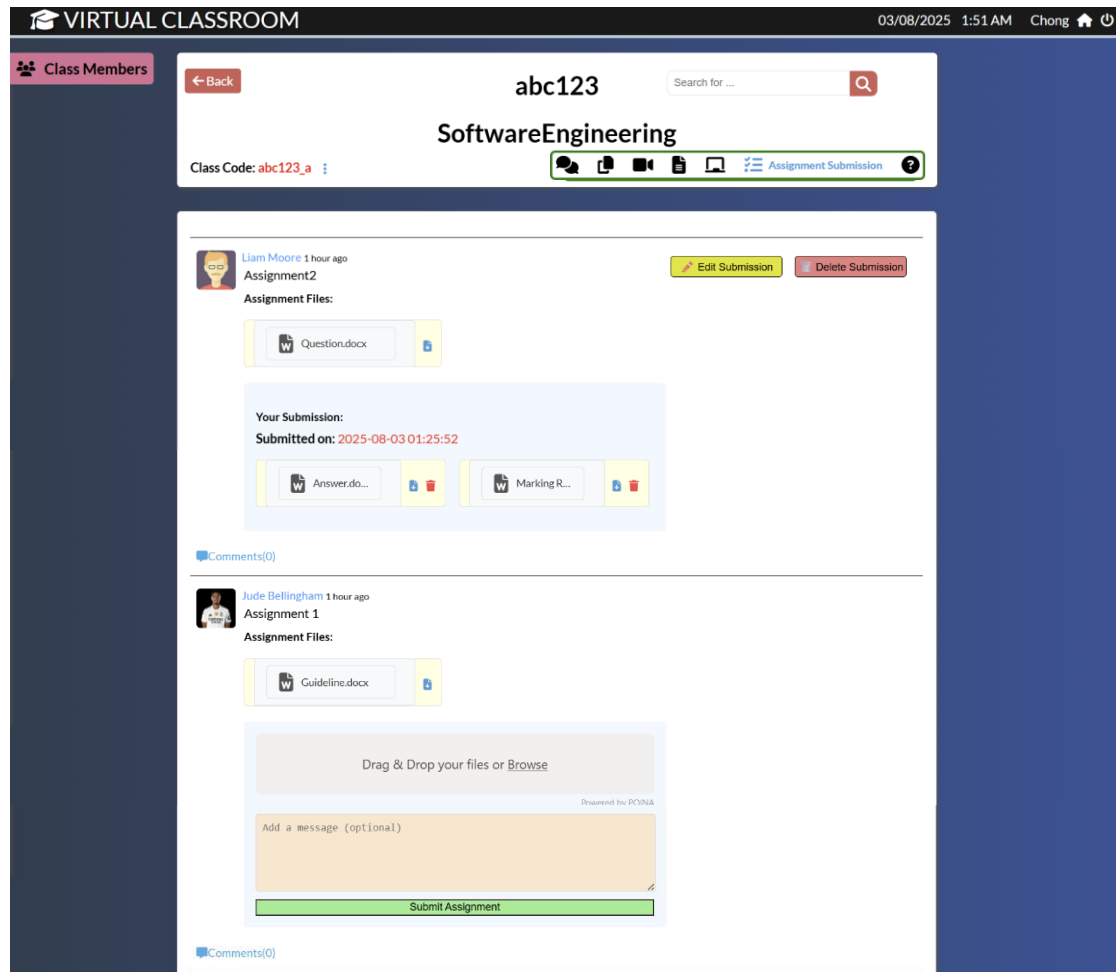 VIRTUAL CLASSROOM 03/08/2025 1:51 AM Chong
Class Members
Back
abc123
Search for ...
SoftwareEngineering
Class Code: abc123_a
Assignment Submission
Liam Moore 1 hour ago
Edit Submission
Delete Submission
Assignment2
Assignment Files:
Question.docx
Your Submission:
Submitted on: 2025-08-03 01:25:52
Answer.do...
Marking R...
Comments(0)
Jude Bellingham 1 hour ago
Assignment 1
Assignment Files:
Guideline.docx
Drag & Drop your files or Browse
Powered by PQINA
Add a message (optional)
Submit Assignment
Comments(0)